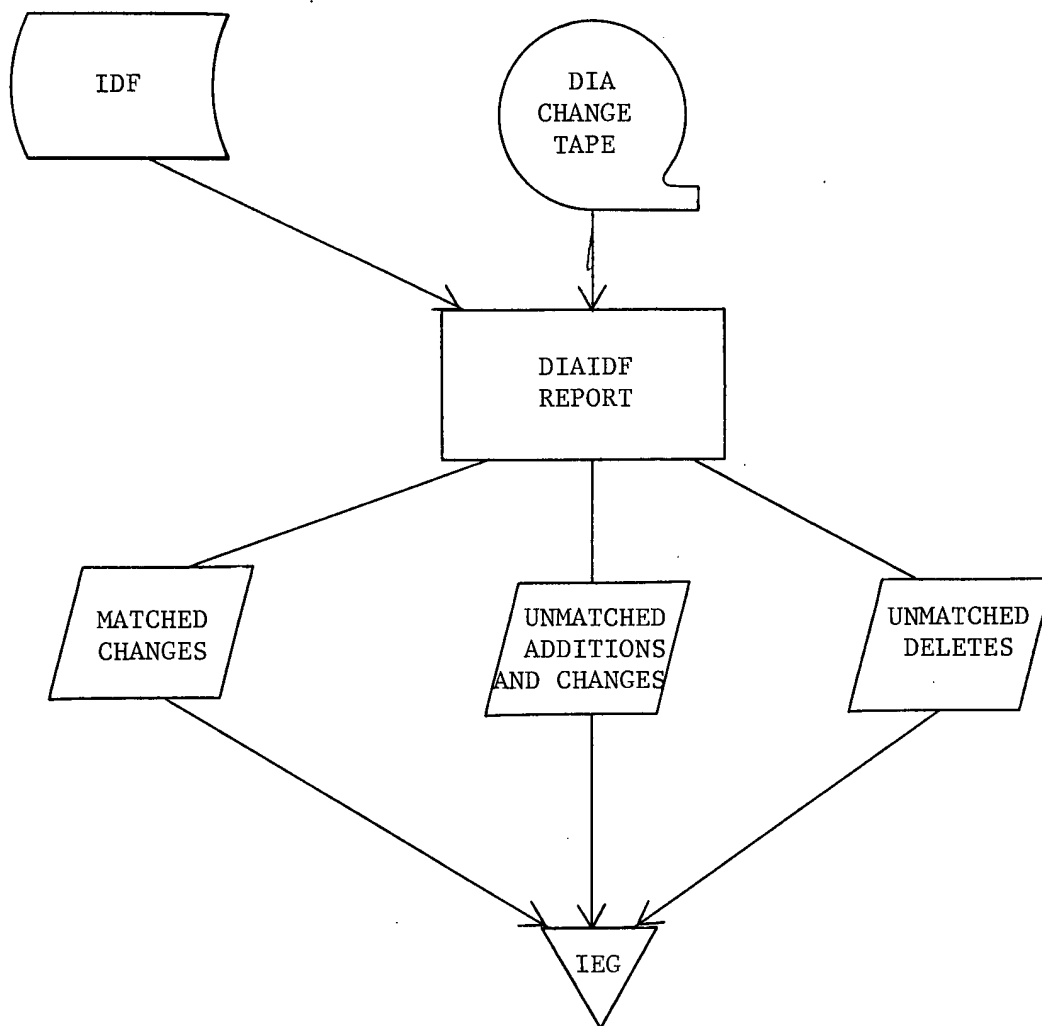 IDF
DIA
CHANGE
TAPE
DIAIDF
REPORT
MATCHED
CHANGES
UNMATCHED
ADDITIONS
AND CHANGES
UNMATCHED
DELETES
IEG